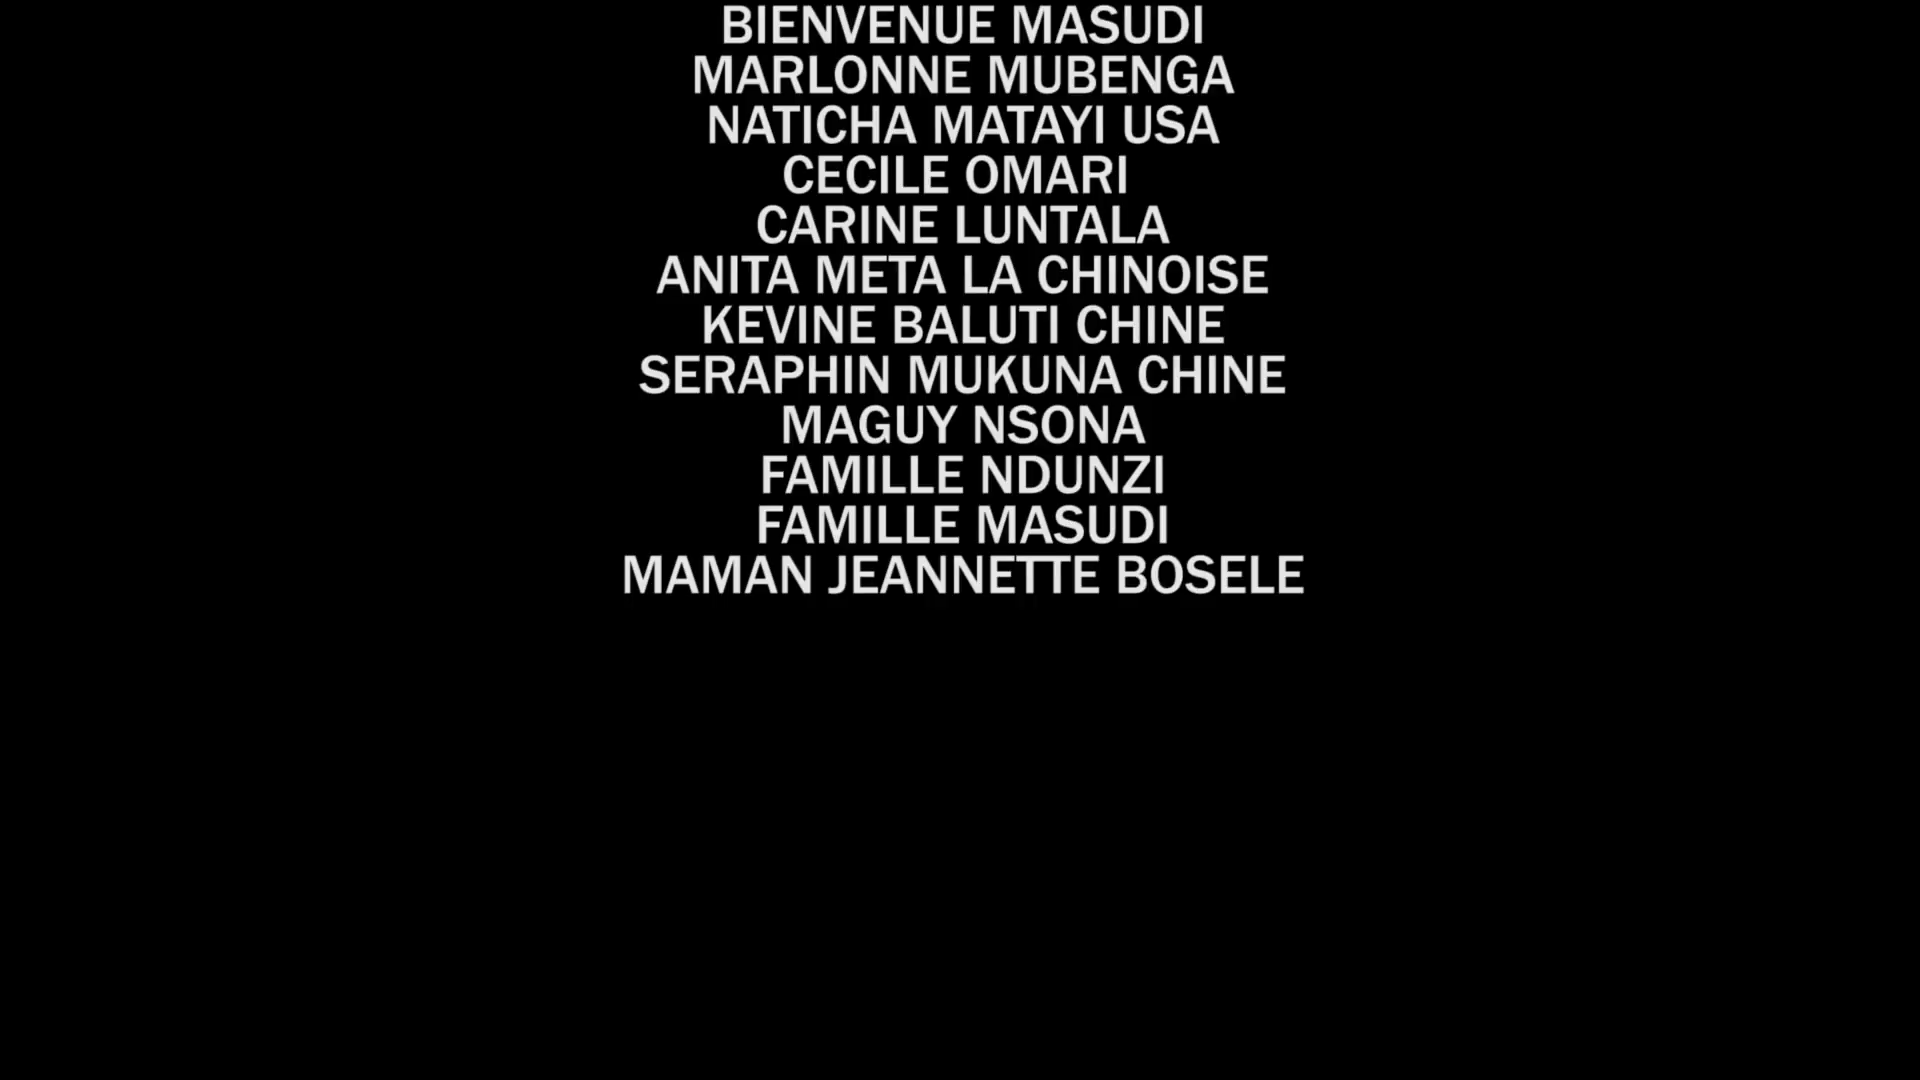 BIENVENUE MASUDI
MARLONNE MUBENGA
NATICHA MATAYI USA
CECILE OMARI
CARINE LUNTALA
ANITA META LA CHINOISE
KEVINE BALUTI CHINE
SERAPHIN MUKUNA CHINE
MAGUY NSONA
FAMILLE NDUNZI
FAMILLE MASUDI
MAMAN JEANNETTE BOSELE